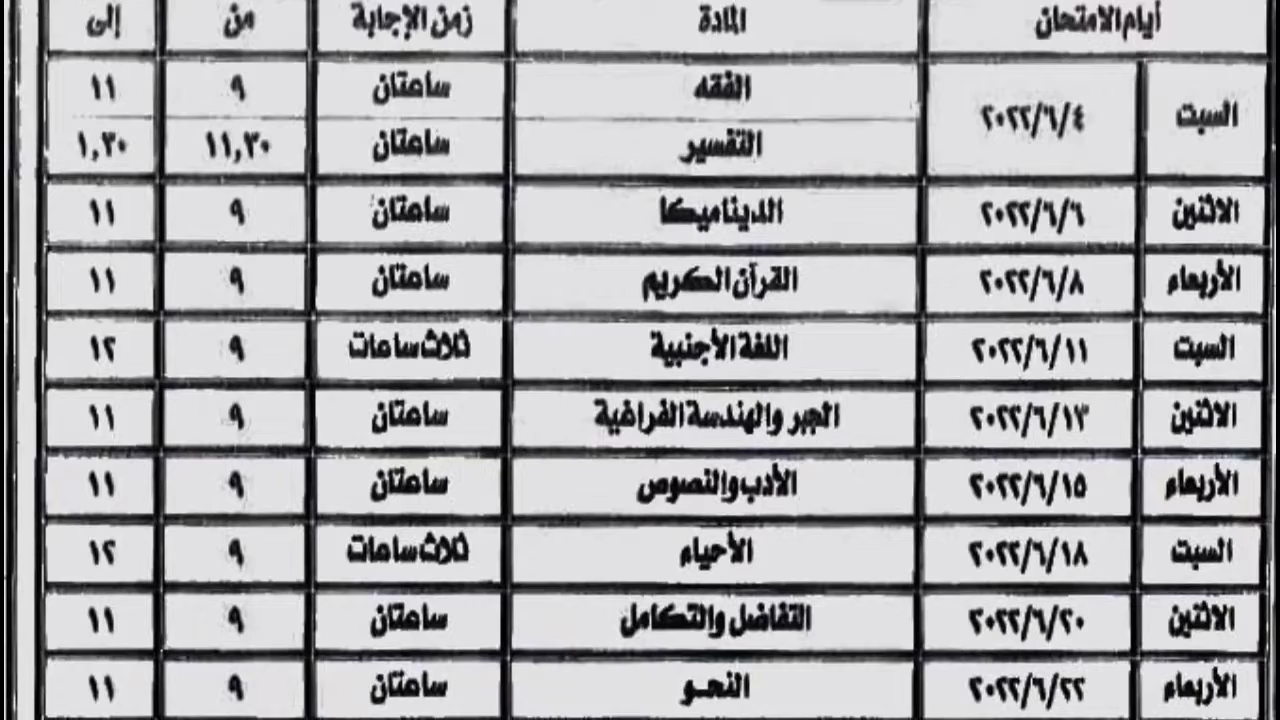 أيام الامتحان المادة زمن الإجابة من إلى
السبت ٢٠٢٢/٦/٤ الفقه ساعتان ٩ ١١
التفسير ساعتان ١١,٣٠ ١,٣٠
الاثنين ٢٠٢٢/٦/٦ الديناميكا ساعتان ٩ ١١
الأربعاء ٢٠٢٢/٦/٨ القرآن الكريم ساعتان ٩ ١١
السبت ٢٠٢٢/٦/١١ اللغة الأجنبية ثلاث ساعات ٩ ١٢
الاثنين ٢٠٢٢/٦/١٣ الجبر والهندسة الفراغية ساعتان ٩ ١١
الأربعاء ٢٠٢٢/٦/١٥ الأدب والنصوص ساعتان ٩ ١١
السبت ٢٠٢٢/٦/١٨ الأحياء ثلاث ساعات ٩ ١٢
الاثنين ٢٠٢٢/٦/٢٠ التفاضل والتكامل ساعتان ٩ ١١
الأربعاء ٢٠٢٢/٦/٢٢ النحو ساعتان ٩ ١١